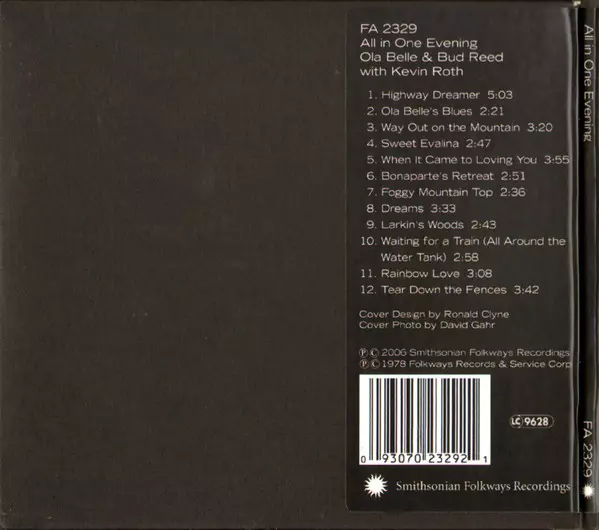 FA 2329
All in One Evening
Ola Belle & Bud Reed
with Kevin Roth
1. Highway Dreamer 5:03
2. Ola Belle's Blues 2:21
3. Way Out on the Mountain 3:20
4. Sweet Evalina 2:47
5. When It Came to Loving You 3:55
6. Bonaparte's Retreat 2:51
7. Foggy Mountain Top 2:36
8. Dreams 3:33
9. Larkin's Woods 2:43
10. Waiting for a Train (All Around the
Water Tank) 2:58
11. Rainbow Love 3:08
12. Tear Down the Fences 3:42
Cover Design by Ronald Clyne
Cover Photo by David Gahr
℗ © 2006 Smithsonian Folkways Recordings
℗ © 1978 Folkways Records & Service Corp
LC 9628
0 93070 23292 1
Smithsonian Folkways Recordings
All in One Evening
FA 2329